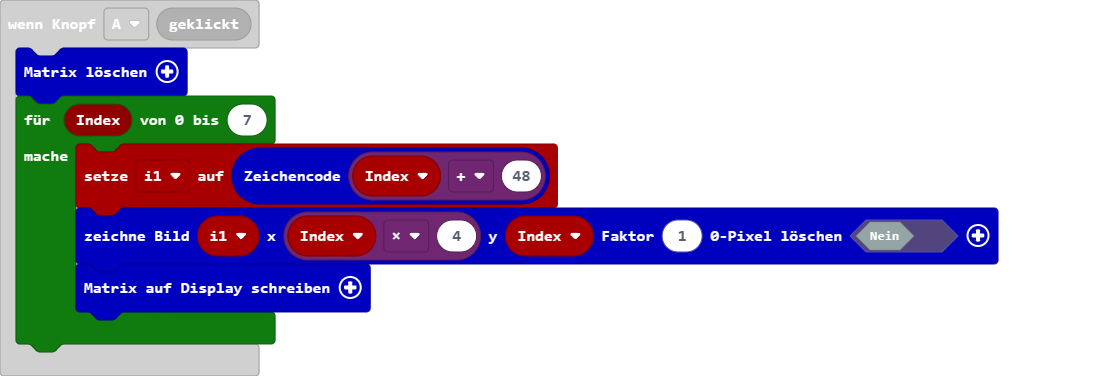 wenn Knopf A geklickt
Matrix löschen
für Index von 0 bis 7
mache
setze i1 auf Zeichencode Index + 48
zeichne Bild i1 x Index × 4 y Index Faktor 1 0-Pixel löschen Nein
Matrix auf Display schreiben